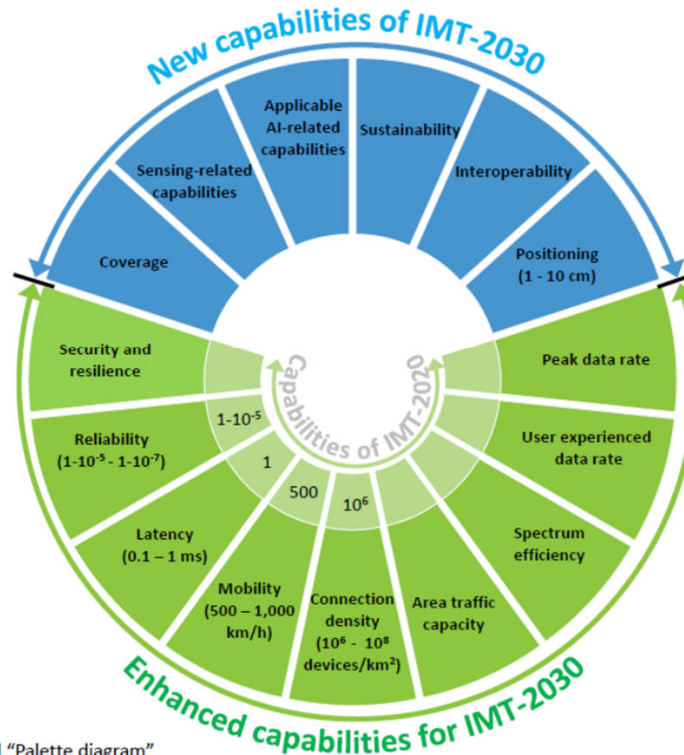 New capabilities of IMT-2030
Applicable
AI-related
capabilities
Sustainability
Sensing-related
capabilities
Interoperability
Coverage
Positioning
(1 - 10 cm)
Security and
resilience
Peak data rate
Capabilities of IMT-2020
1-10⁻⁵
Reliability
(1-10⁻⁵ - 1-10⁻⁷)
User experienced
data rate
1
500
10⁶
Latency
(0.1 – 1 ms)
Spectrum
efficiency
Mobility
(500 – 1,000
km/h)
Connection
density
(10⁶ - 10⁸
devices/km²)
Area traffic
capacity
Enhanced capabilities for IMT-2030
"Palette diagram"